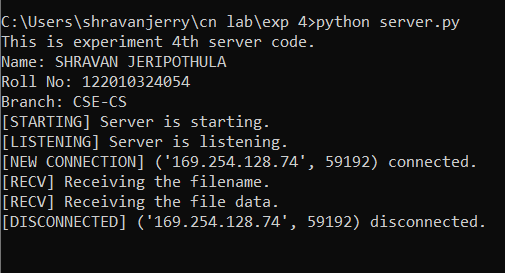 C:\Users\shravanjerry\cn lab\exp 4>python server.py
This is experiment 4th server code.
Name: SHRAVAN JERIPOTHULA
Roll No: 122010324054
Branch: CSE-CS
[STARTING] Server is starting.
[LISTENING] Server is listening.
[NEW CONNECTION] ('169.254.128.74', 59192) connected.
[RECV] Receiving the filename.
[RECV] Receiving the file data.
[DISCONNECTED] ('169.254.128.74', 59192) disconnected.